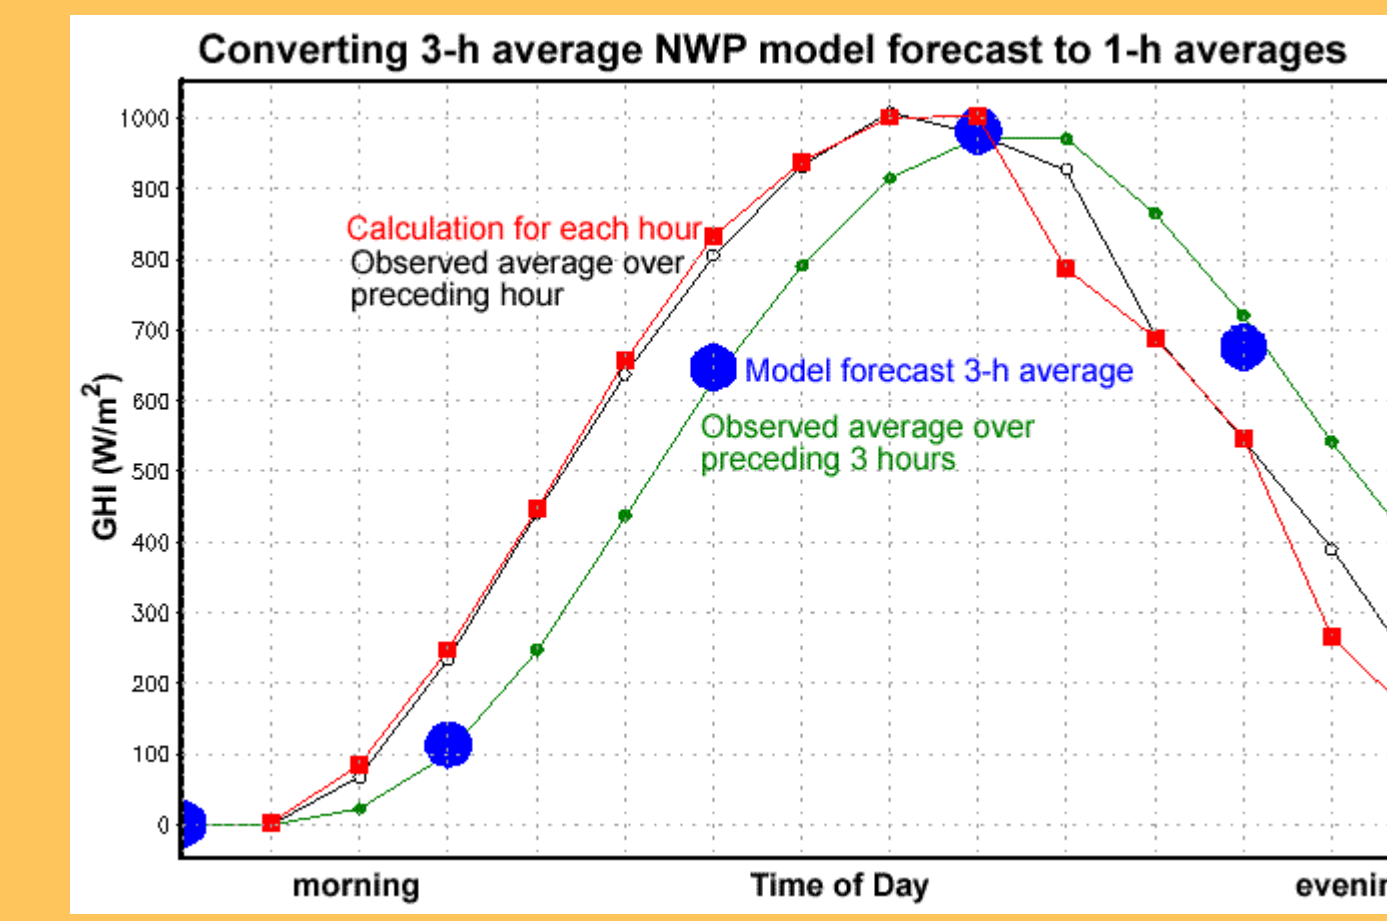 Converting 3-h average NWP model forecast to 1-h averages
1000
900
800
700
600
500
400
300
200
100
0
GHI (W/m²)
Calculation for each hour
Observed average over
preceding hour
Model forecast 3-h average
Observed average over
preceding 3 hours
morning
Time of Day
evenin